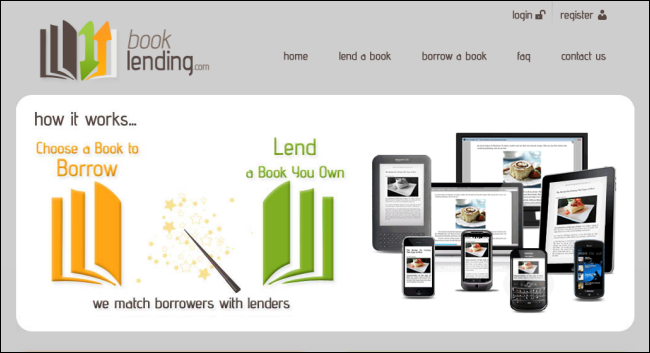 login register
book
lending.com
home lend a book borrow a book faq contact us
how it works...
Choose a Book to
Borrow
Lend
a Book You Own
we match borrowers with lenders